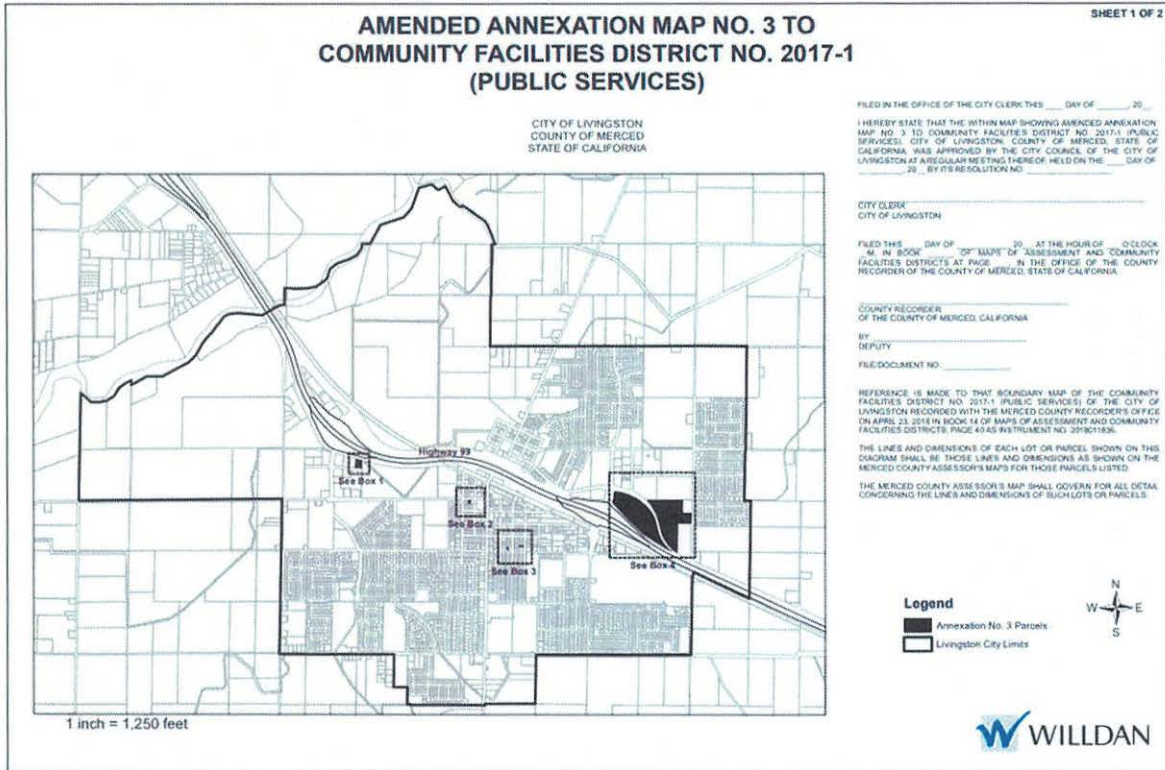 SHEET 1 OF 2
AMENDED ANNEXATION MAP NO. 3 TO
COMMUNITY FACILITIES DISTRICT NO. 2017-1
(PUBLIC SERVICES)
CITY OF LIVINGSTON
COUNTY OF MERCED
STATE OF CALIFORNIA
FILED IN THE OFFICE OF THE CITY CLERK THIS ____ DAY OF ______, 20__
I HEREBY STATE THAT THE WITHIN MAP SHOWING AMENDED ANNEXATION
MAP NO. 3 TO COMMUNITY FACILITIES DISTRICT NO. 2017-1 (PUBLIC
SERVICES), CITY OF LIVINGSTON, COUNTY OF MERCED, STATE OF
CALIFORNIA, WAS APPROVED BY THE CITY COUNCIL OF THE CITY OF
LIVINGSTON AT A REGULAR MEETING THEREOF, HELD ON THE ____ DAY OF
________, 20__ BY ITS RESOLUTION NO. ____________
CITY CLERK
CITY OF LIVINGSTON
FILED THIS ____ DAY OF ________ 20__ AT THE HOUR OF ___ O'CLOCK
_.M, IN BOOK _____ OF MAPS OF ASSESSMENT AND COMMUNITY
FACILITIES DISTRICTS AT PAGE ____, IN THE OFFICE OF THE COUNTY
RECORDER OF THE COUNTY OF MERCED, STATE OF CALIFORNIA
COUNTY RECORDER
OF THE COUNTY OF MERCED, CALIFORNIA
BY ____________
DEPUTY
FILE/DOCUMENT NO. __________
REFERENCE IS MADE TO THAT BOUNDARY MAP OF THE COMMUNITY
FACILITIES DISTRICT NO. 2017-1 (PUBLIC SERVICES) OF THE CITY OF
LIVINGSTON RECORDED WITH THE MERCED COUNTY RECORDER'S OFFICE
ON APRIL 23, IN BOOK 14 OF MAPS OF ASSESSMENT AND COMMUNITY
FACILITIES DISTRICTS, PAGE 40 AS INSTRUMENT NO.
THE LINES AND DIMENSIONS OF EACH LOT OR PARCEL SHOWN ON THIS
DIAGRAM SHALL BE THOSE LINES AND DIMENSIONS AS SHOWN ON THE
MERCED COUNTY ASSESSOR'S MAPS FOR THOSE PARCELS LISTED.
THE MERCED COUNTY ASSESSOR'S MAP SHALL GOVERN FOR ALL DETAIL
CONCERNING THE LINES AND DIMENSIONS OF SUCH LOTS OR PARCELS.
Highway 99
See Box 1
See Box 2
See Box 3
See Box 4
Legend
Annexation No. 3 Parcels
Livingston City Limits
N
W E
S
1 inch = 1,250 feet
WILLDAN